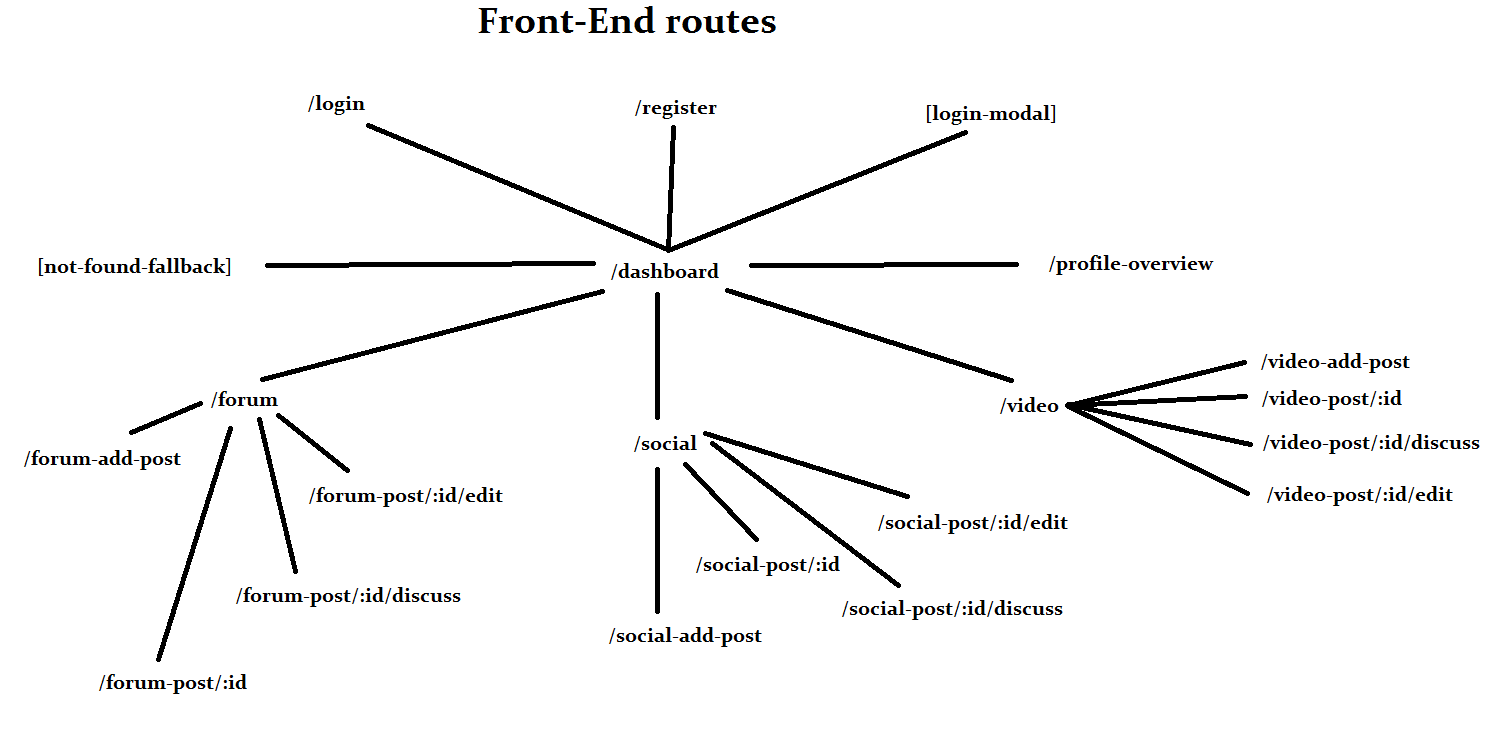 Front-End routes
/login
/register
[login-modal]
[not-found-fallback]
/dashboard
/profile-overview
/forum
/forum-add-post
/forum-post/:id/edit
/forum-post/:id/discuss
/forum-post/:id
/social
/social-post/:id/edit
/social-post/:id
/social-post/:id/discuss
/social-add-post
/video
/video-add-post
/video-post/:id
/video-post/:id/discuss
/video-post/:id/edit